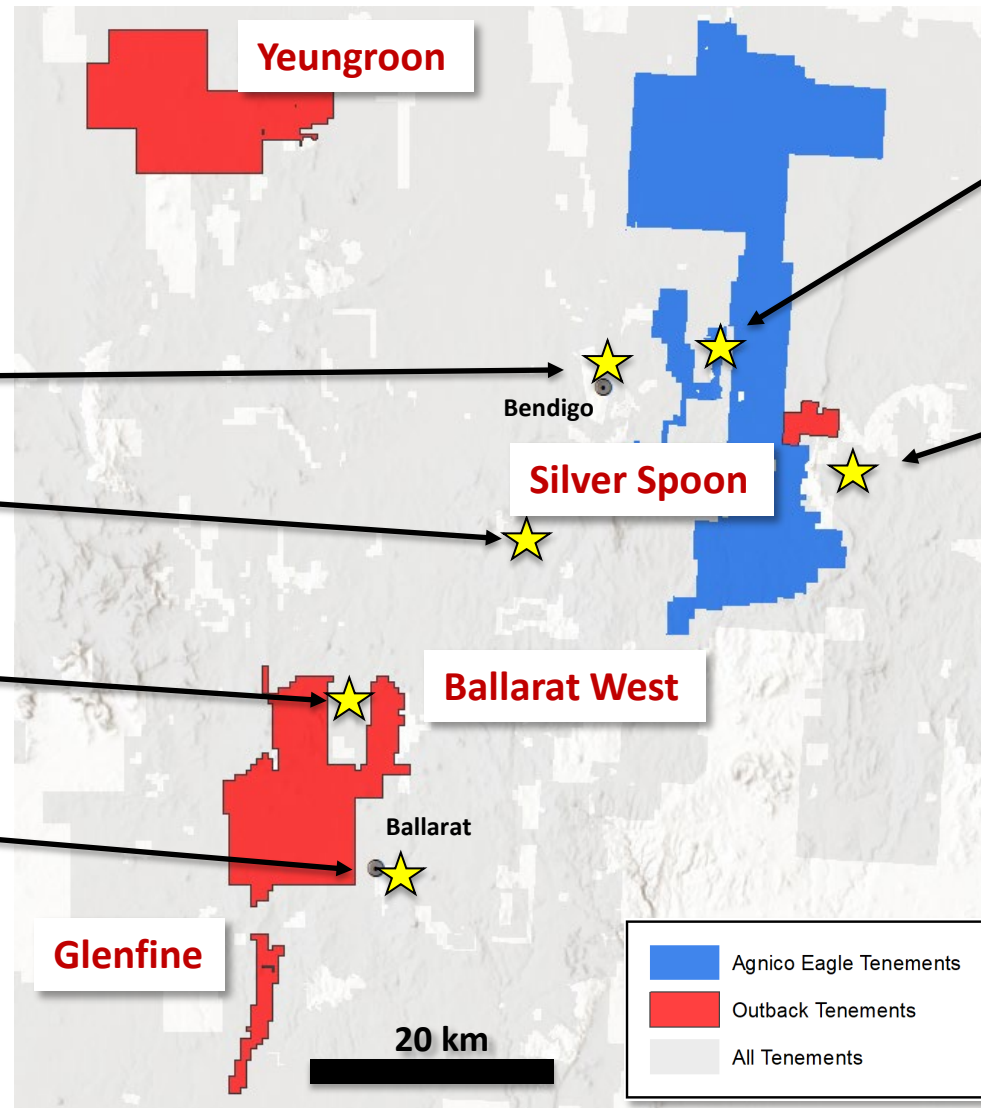 Yeungroon
Bendigo
Silver Spoon
Ballarat West
Ballarat
Glenfine
20 km
Agnico Eagle Tenements
Outback Tenements
All Tenements